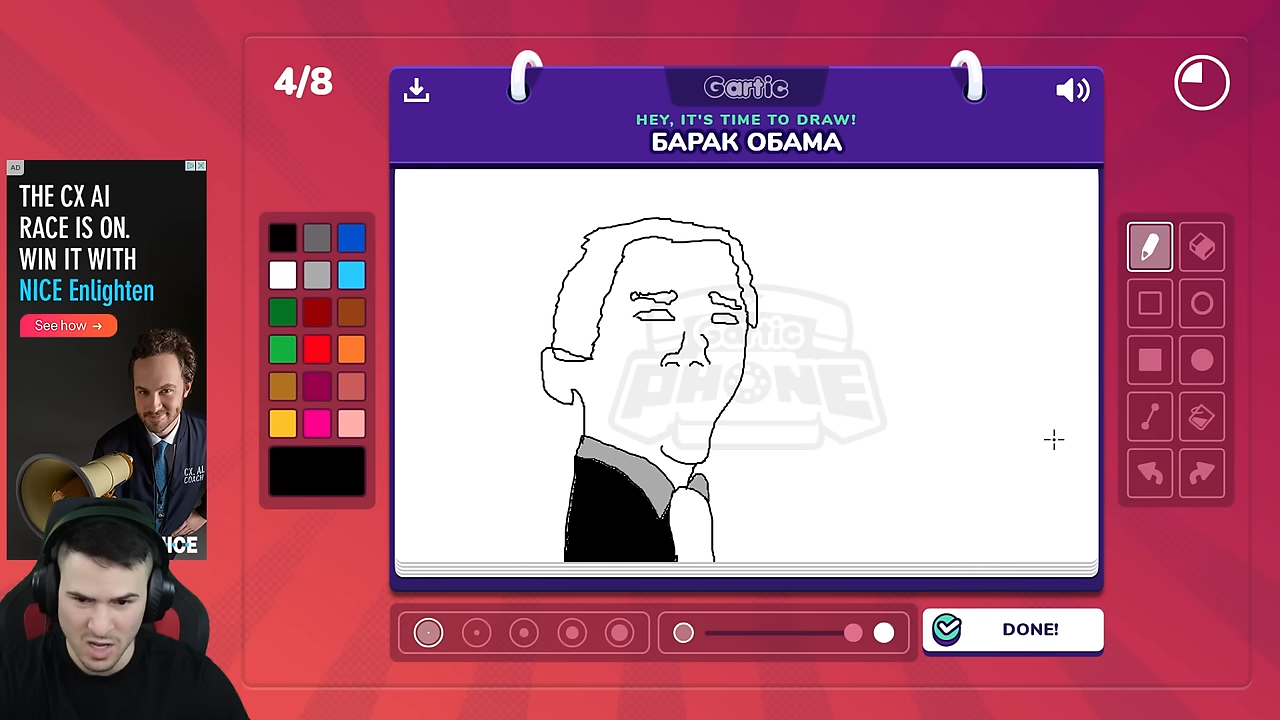 4/8
Gartic
HEY, IT'S TIME TO DRAW!
БАРАК ОБАМА
AD
THE CX AI
RACE IS ON.
WIN IT WITH
NICE Enlighten
See how →
CX. AI
COACH
NICE
Gartic
PHONE
DONE!